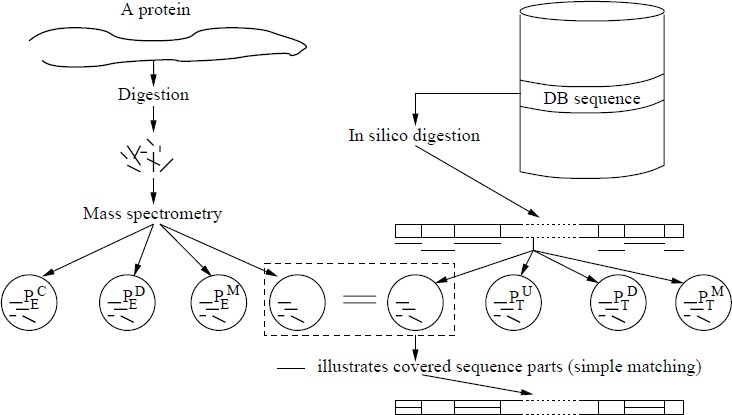 A protein
Digestion
DB sequence
In silico digestion
Mass spectrometry
P_E^C
P_E^D
P_E^M
P_T^U
P_T^D
P_T^M
illustrates covered sequence parts (simple matching)